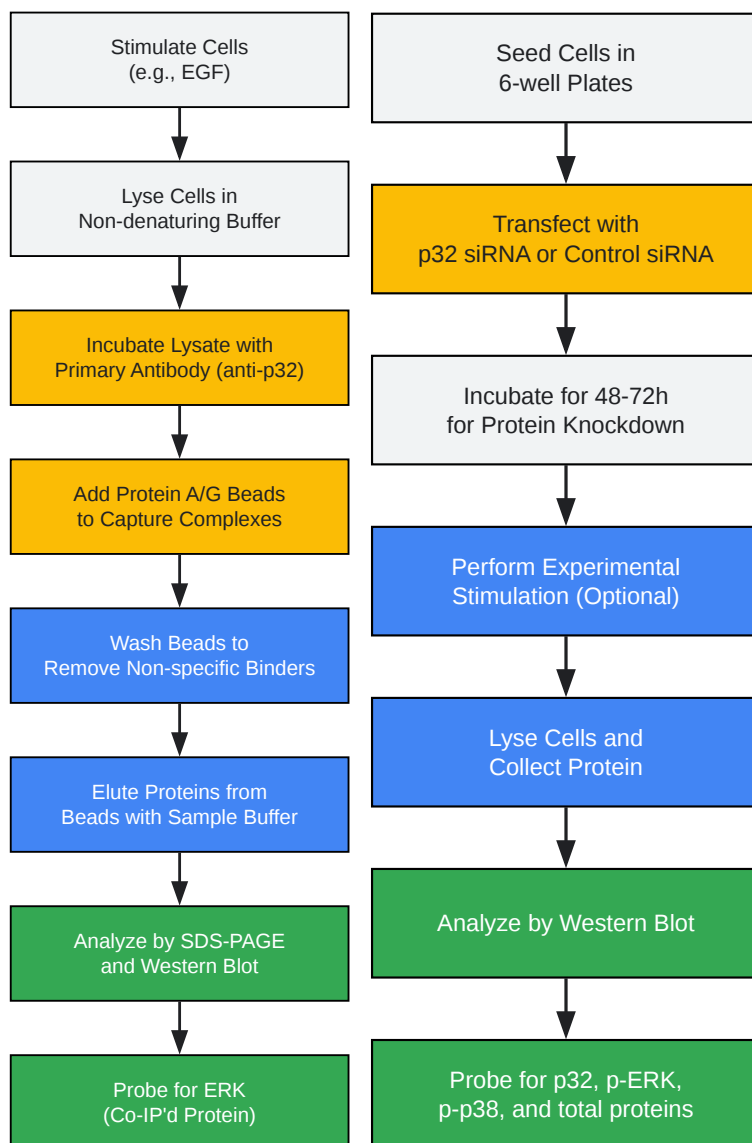 Stimulate Cells
(e.g., EGF)
Lyse Cells in
Non-denaturing Buffer
Incubate Lysate with
Primary Antibody (anti-p32)
Add Protein A/G Beads
to Capture Complexes
Wash Beads to
Remove Non-specific Binders
Elute Proteins from
Beads with Sample Buffer
Analyze by SDS-PAGE
and Western Blot
Probe for ERK
(Co-IP'd Protein)
Seed Cells in
6-well Plates
Transfect with
p32 siRNA or Control siRNA
Incubate for 48-72h
for Protein Knockdown
Perform Experimental
Stimulation (Optional)
Lyse Cells and
Collect Protein
Analyze by Western Blot
Probe for p32, p-ERK,
p-p38, and total proteins